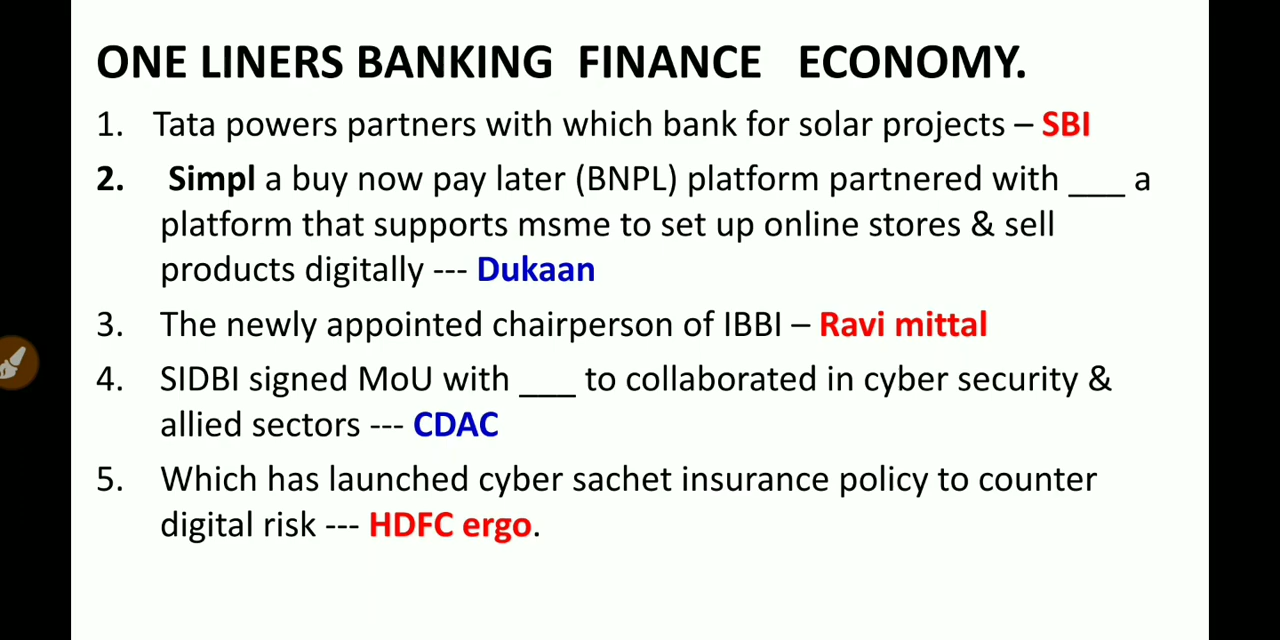 ONE LINERS BANKING FINANCE ECONOMY.
1. Tata powers partners with which bank for solar projects – SBI
2. Simpl a buy now pay later (BNPL) platform partnered with ___ a
platform that supports msme to set up online stores & sell
products digitally --- Dukaan
3. The newly appointed chairperson of IBBI – Ravi mittal
4. SIDBI signed MoU with ___ to collaborated in cyber security &
allied sectors --- CDAC
5. Which has launched cyber sachet insurance policy to counter
digital risk --- HDFC ergo.